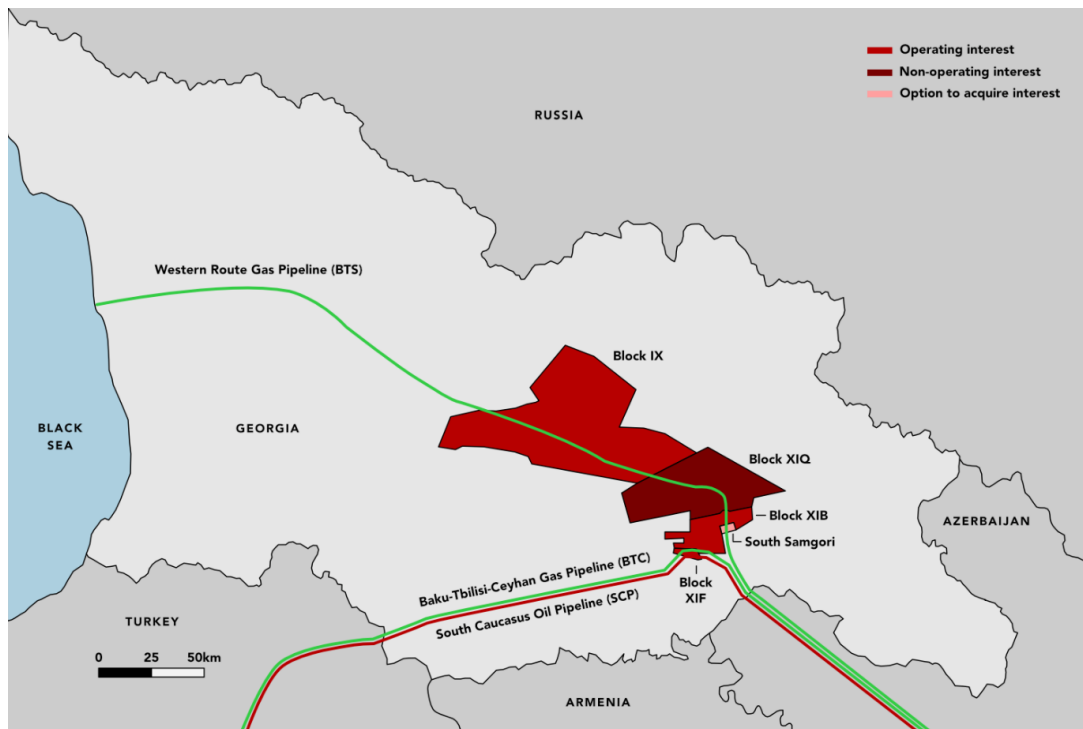 Operating interest
Non-operating interest
Option to acquire interest
RUSSIA
Western Route Gas Pipeline (BTS)
Block IX
BLACK
SEA
GEORGIA
Block XIQ
Block XIB
AZERBAIJAN
South Samgori
Baku-Tbilisi-Ceyhan Gas Pipeline (BTC)
South Caucasus Oil Pipeline (SCP)
Block
XIF
TURKEY
0 25 50km
ARMENIA